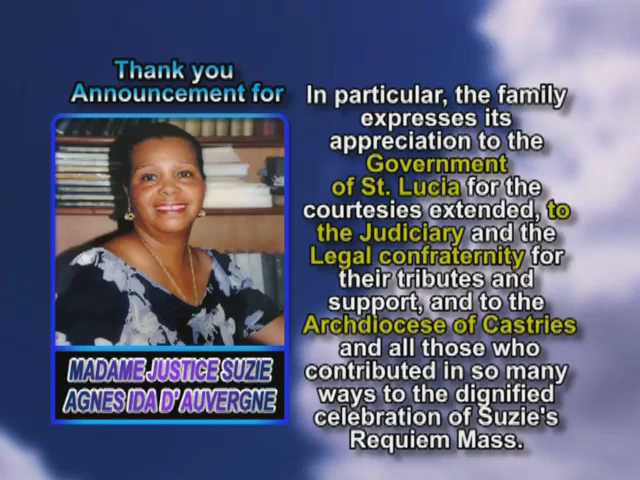 Thank you
Announcement for
MADAME JUSTICE SUZIE
AGNES IDA D' AUVERGNE
In particular, the family
expresses its
appreciation to the
Government
of St. Lucia for the
courtesies extended, to
the Judiciary and the
Legal confraternity for
their tributes and
support, and to the
Archdiocese of Castries
and all those who
contributed in so many
ways to the dignified
celebration of Suzie's
Requiem Mass.